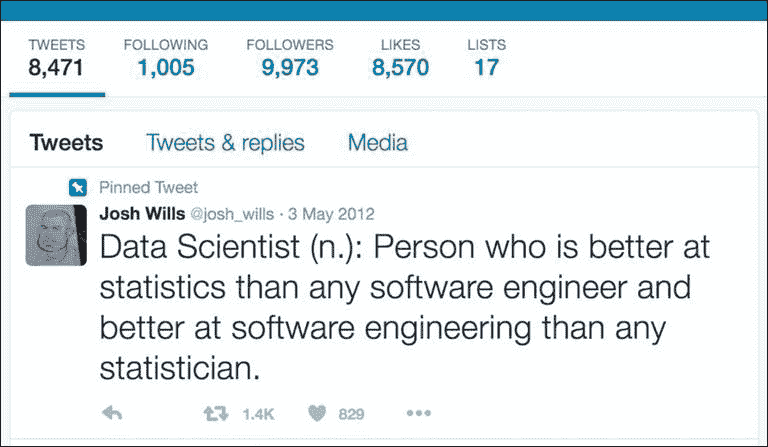 TWEETS FOLLOWING FOLLOWERS LIKES LISTS
8,471 1,005 9,973 8,570 17
Tweets Tweets & replies Media
Pinned Tweet
Josh Wills @josh_wills · 3 May 2012
Data Scientist (n.): Person who is better at
statistics than any software engineer and
better at software engineering than any
statistician.
1.4K 829